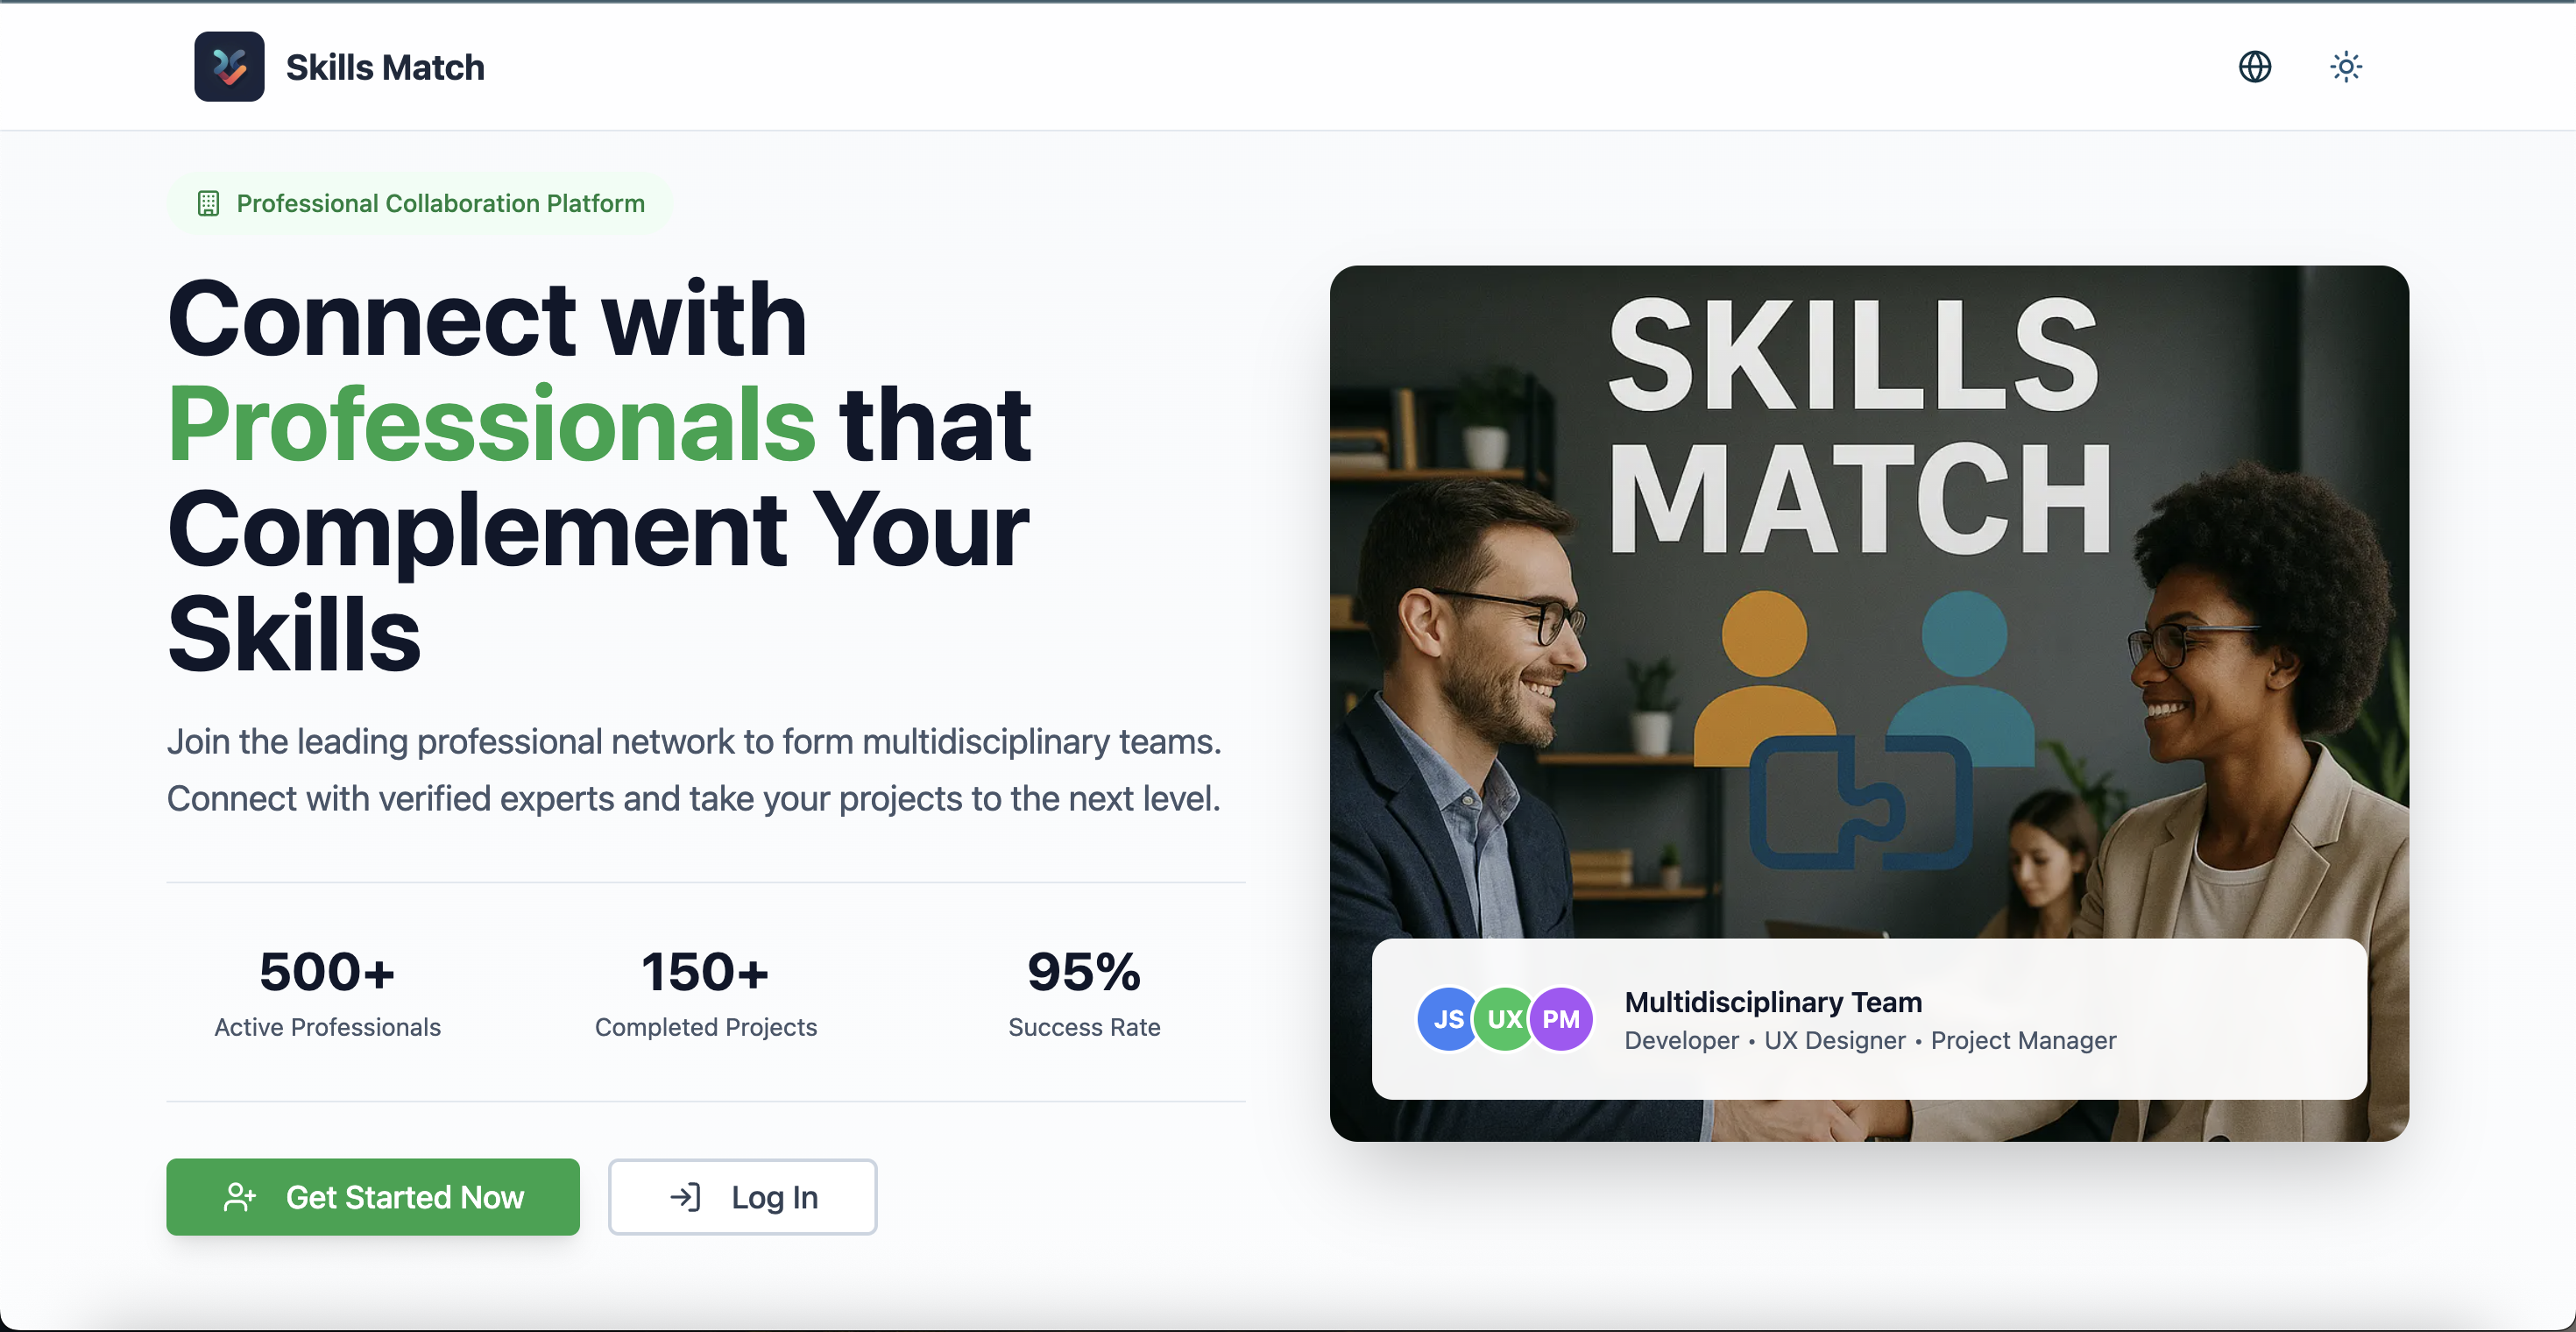 Skills Match
Professional Collaboration Platform
Connect with
Professionals that
Complement Your
Skills
Join the leading professional network to form multidisciplinary teams.
Connect with verified experts and take your projects to the next level.
500+
Active Professionals
150+
Completed Projects
95%
Success Rate
Get Started Now
Log In
SKILLS
MATCH
JS UX PM
Multidisciplinary Team
Developer • UX Designer • Project Manager